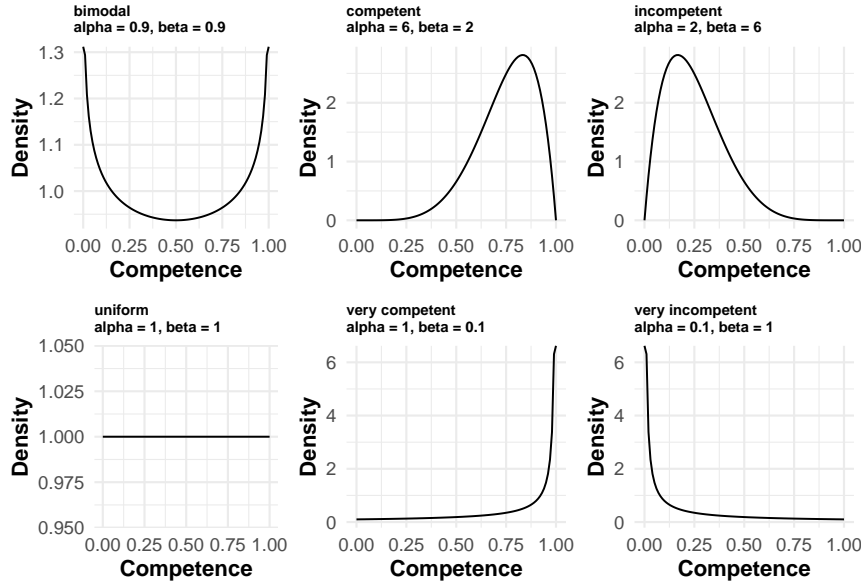 bimodal
alpha = 0.9, beta = 0.9
1.3
1.2
1.1
1.0
Density
0.00 0.25 0.50 0.75 1.00
Competence
competent
alpha = 6, beta = 2
2
1
0
Density
0.00 0.25 0.50 0.75 1.00
Competence
incompetent
alpha = 2, beta = 6
2
1
0
Density
0.00 0.25 0.50 0.75 1.00
Competence
uniform
alpha = 1, beta = 1
1.050
1.025
1.000
0.975
0.950
Density
0.00 0.25 0.50 0.75 1.00
Competence
very competent
alpha = 1, beta = 0.1
6
4
2
0
Density
0.00 0.25 0.50 0.75 1.00
Competence
very incompetent
alpha = 0.1, beta = 1
6
4
2
0
Density
0.00 0.25 0.50 0.75 1.00
Competence